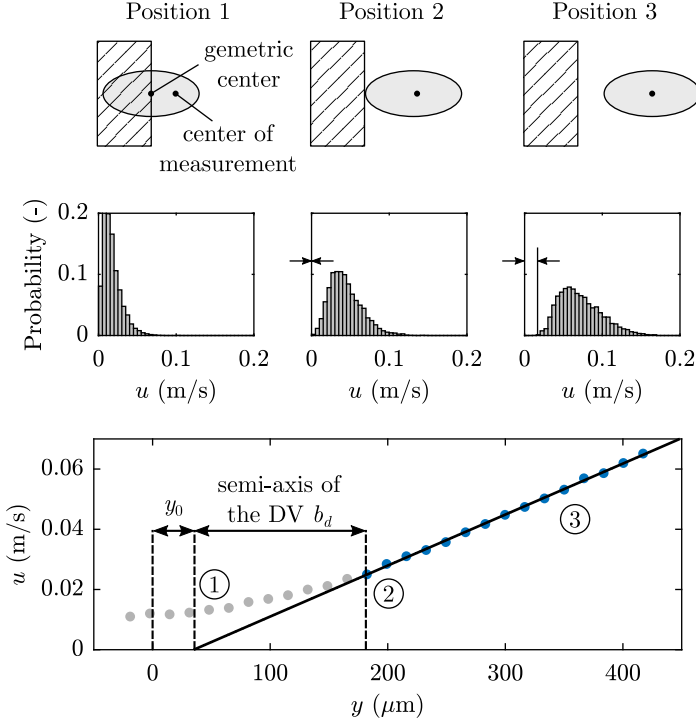 Position 1
Position 2
Position 3
gemetric
center
center of
measurement
Probability (-)
0.2
0.1
0
0 0.1 0.2
0 0.1 0.2
0 0.1 0.2
u (m/s)
u (m/s)
u (m/s)
u (m/s)
0.06
0.04
0.02
0
y0
semi-axis of
the DV bd
1
2
3
0 100 200 300 400
y (μm)